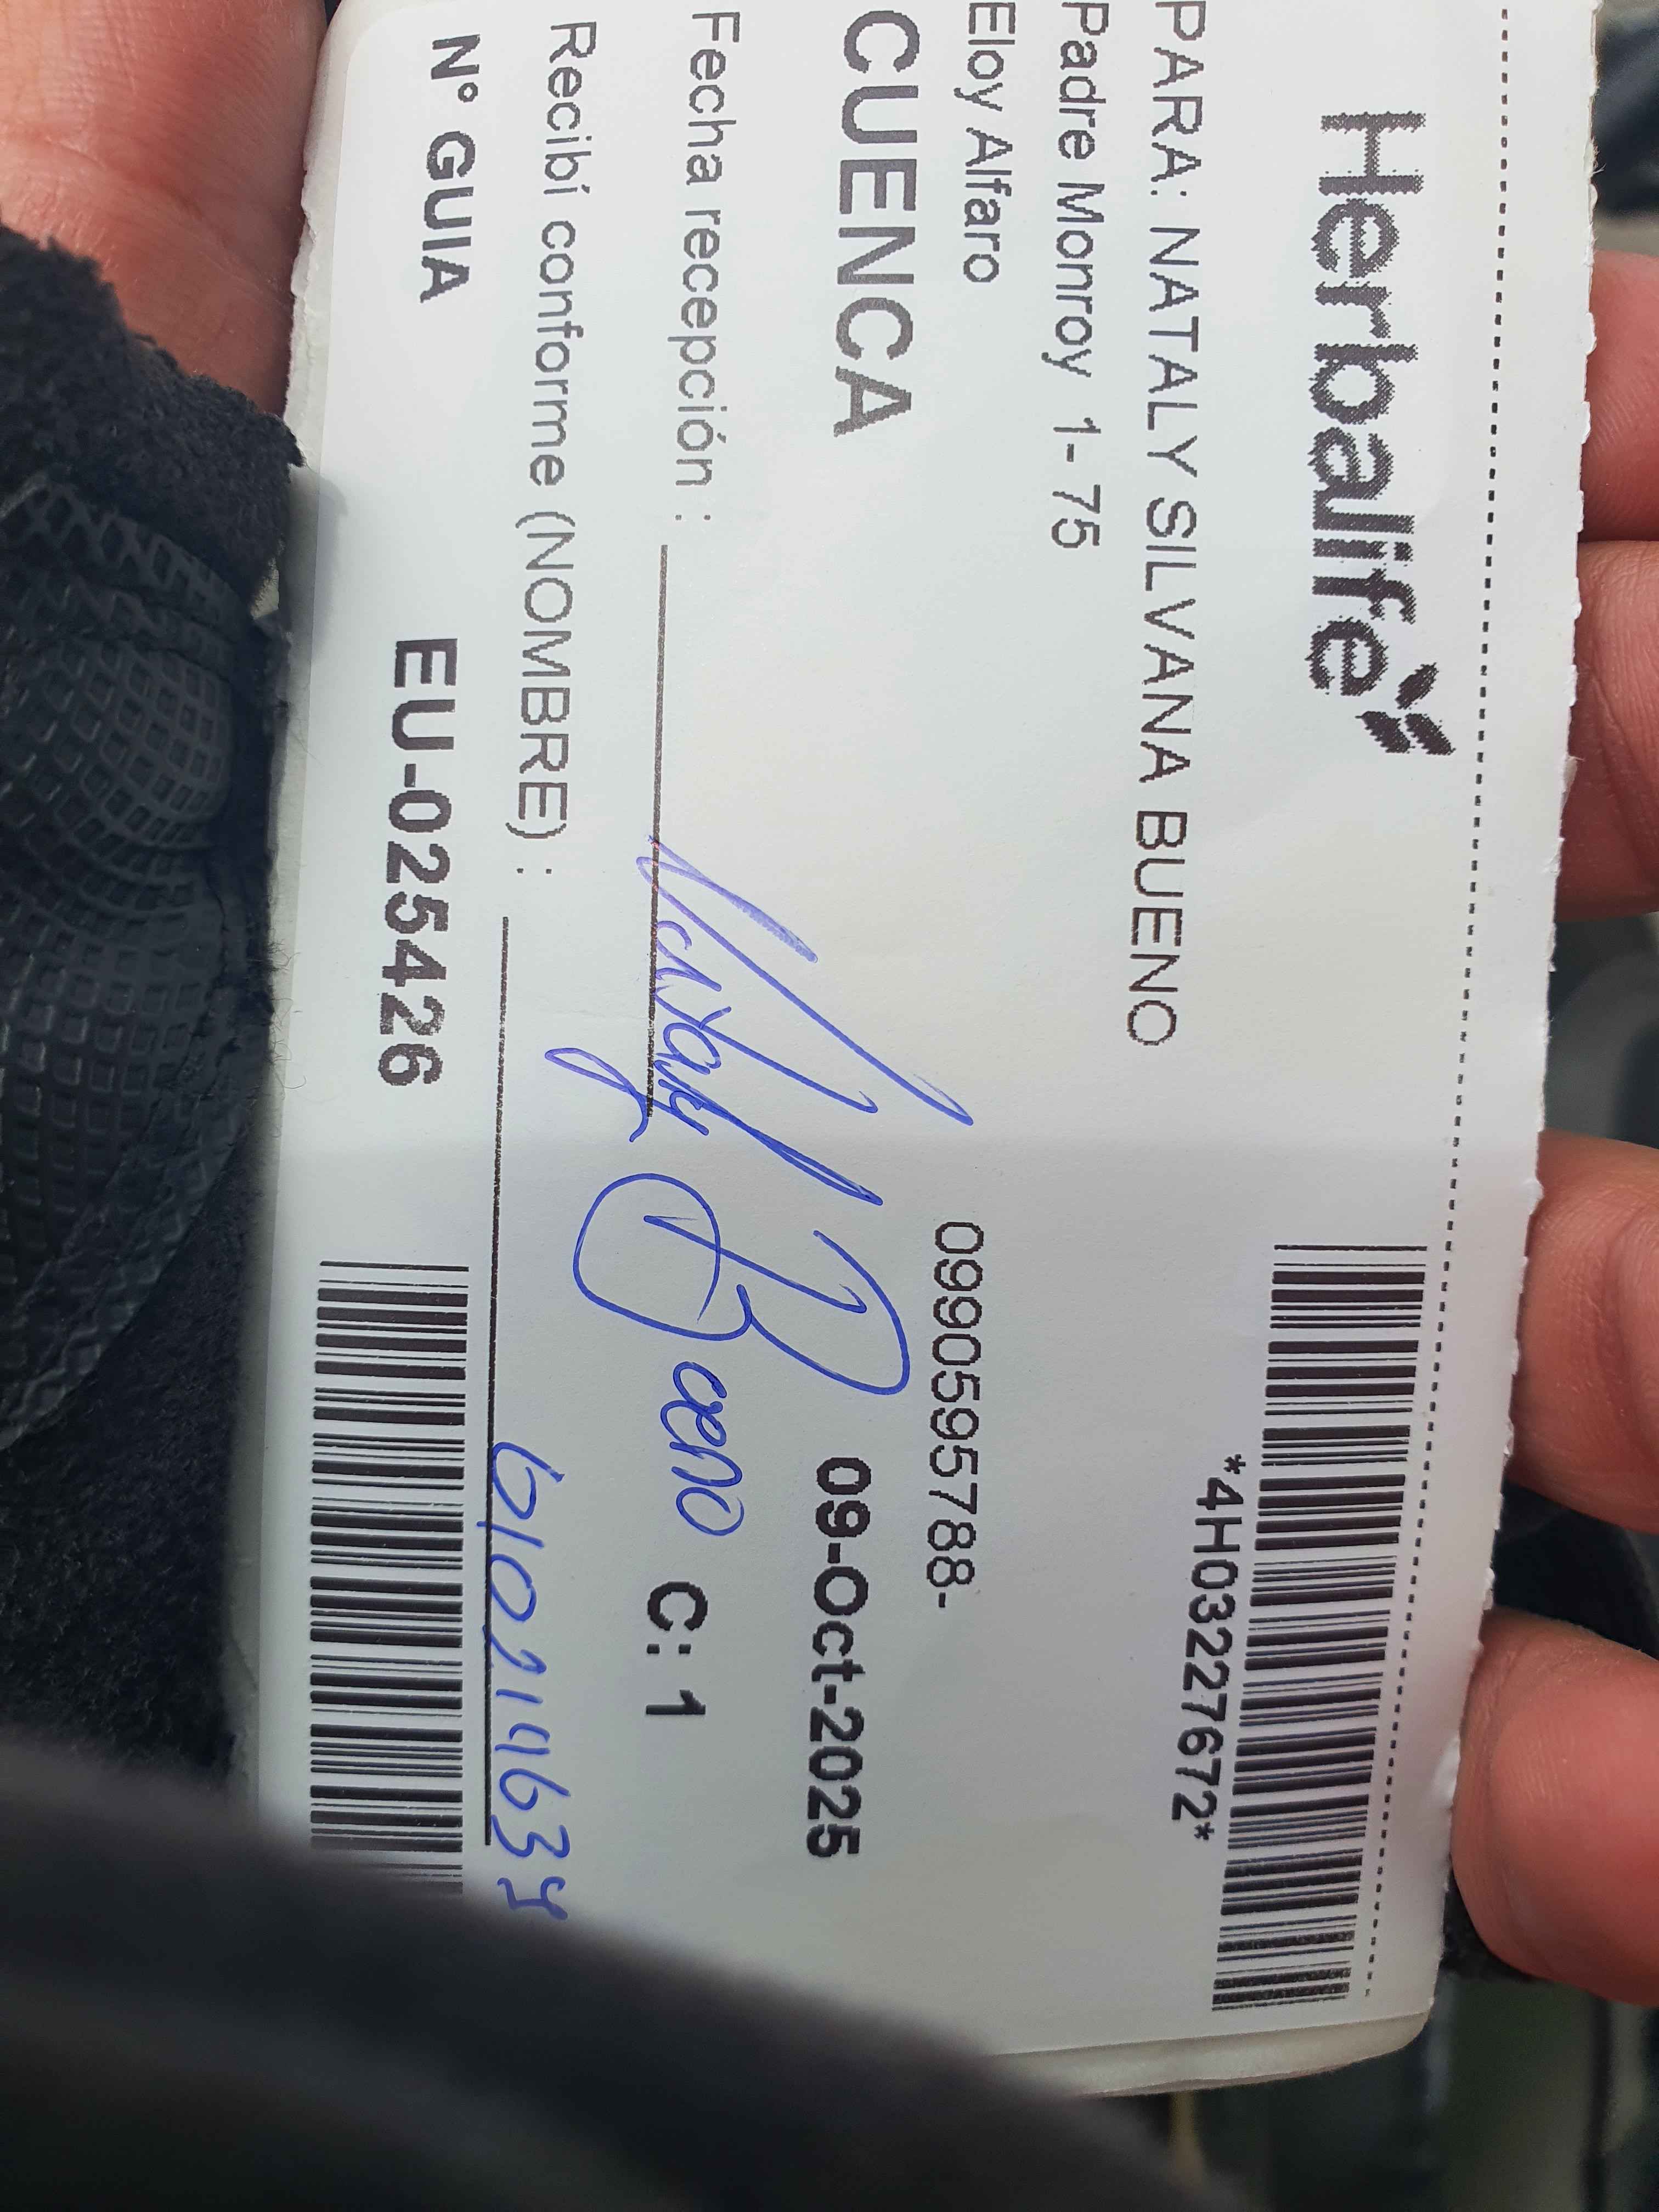 Herbalife
*4H03227672*
PARA: NATALY SILVANA BUENO
Padre Monroy 1-75
Eloy Alfaro
0990595788-
CUENCA
09-Oct-2025
Fecha recepción :
Nataly Bueno
C: 1
Recibí conforme (NOMBRE) :
N° GUIA
EU-025426